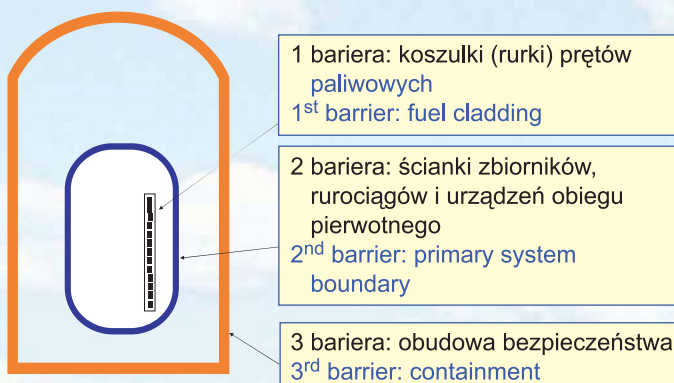 1 bariera: koszulki (rurki) prętów
paliwowych
1st barrier: fuel cladding
2 bariera: ścianki zbiorników,
rurociągów i urządzeń obiegu
pierwotnego
2nd barrier: primary system
boundary
3 bariera: obudowa bezpieczeństwa
3rd barrier: containment